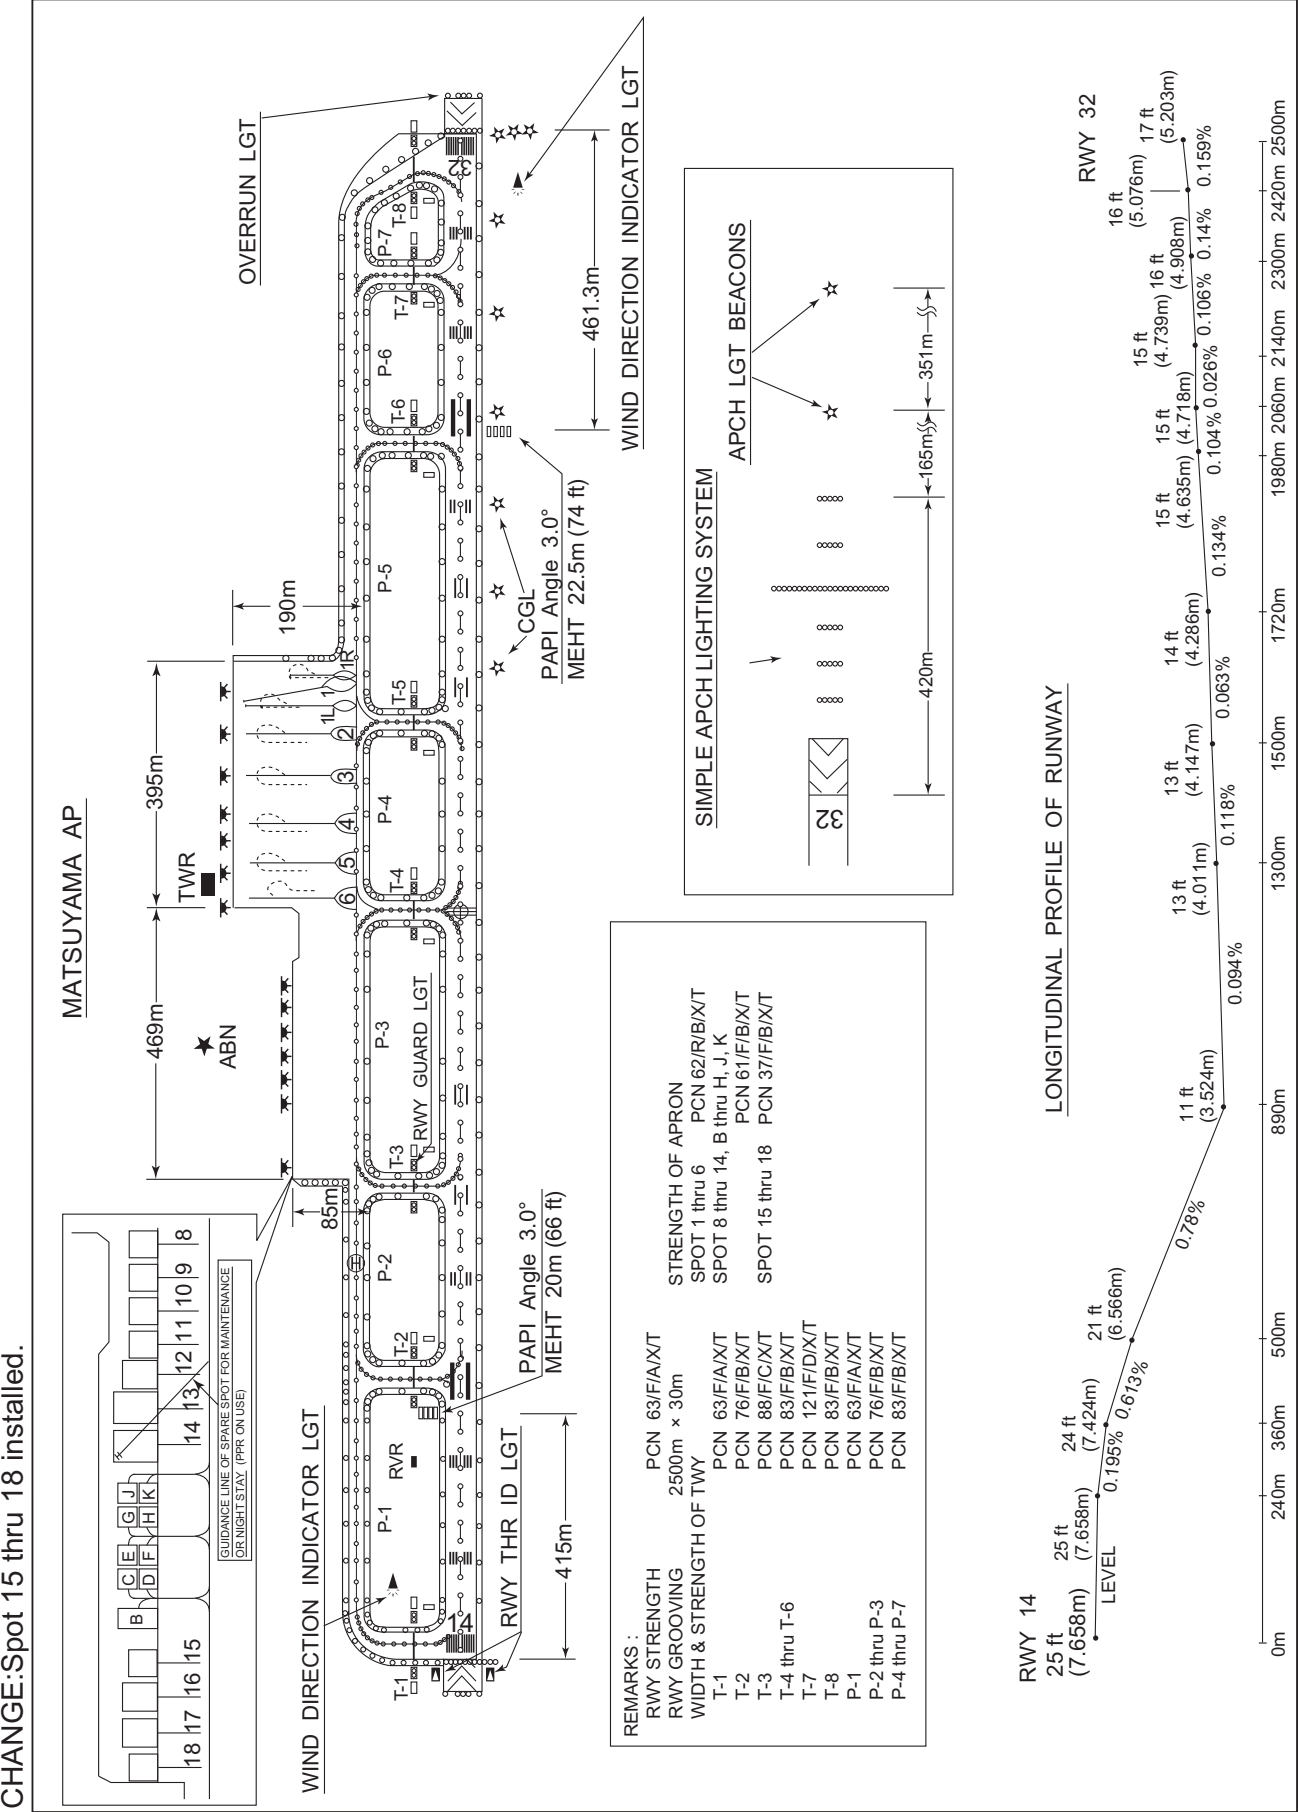 CHANGE:Spot 15 thru 18 installed.
MATSUYAMA AP
18 17 16 15
B
C E G J
D F H K
14 13 12 11 10 9 8
GUIDANCE LINE OF SPARE SPOT FOR MAINTENANCE
OR NIGHT STAY (PPR ON USE)
469m
395m
ABN
TWR
190m
85m
OVERRUN LGT
WIND DIRECTION INDICATOR LGT
6 5 4 3 2 1L 1 1R
H
P-1
P-2
P-3
P-4
P-5
P-6
P-7
RVR
T-1
T-2
T-3
T-4
T-5
T-6
T-7
T-8
RWY GUARD LGT
14
32
RWY THR ID LGT
415m
PAPI Angle 3.0°
MEHT 20m (66 ft)
CGL
PAPI Angle 3.0°
MEHT 22.5m (74 ft)
461.3m
WIND DIRECTION INDICATOR LGT
REMARKS :
RWY STRENGTH PCN 63/F/A/X/T
RWY GROOVING 2500m × 30m
WIDTH & STRENGTH OF TWY
T-1 PCN 63/F/A/X/T
T-2 PCN 76/F/B/X/T
T-3 PCN 88/F/C/X/T
T-4 thru T-6 PCN 83/F/B/X/T
T-7 PCN 121/F/D/X/T
T-8 PCN 83/F/B/X/T
P-1 PCN 63/F/A/X/T
P-2 thru P-3 PCN 76/F/B/X/T
P-4 thru P-7 PCN 83/F/B/X/T
STRENGTH OF APRON
SPOT 1 thru 6 PCN 62/R/B/X/T
SPOT 8 thru 14, B thru H, J, K
PCN 61/F/B/X/T
SPOT 15 thru 18 PCN 37/F/B/X/T
SIMPLE APCH LIGHTING SYSTEM
APCH LGT BEACONS
32
420m
165m
351m
LONGITUDINAL PROFILE OF RUNWAY
RWY 14
RWY 32
25 ft
(7.658m)
25 ft
(7.658m)
24 ft
(7.424m)
21 ft
(6.566m)
11 ft
(3.524m)
13 ft
(4.011m)
13 ft
(4.147m)
14 ft
(4.286m)
15 ft
(4.635m)
15 ft
(4.718m)
15 ft
(4.739m)
16 ft
(4.908m)
16 ft
(5.076m)
17 ft
(5.203m)
LEVEL
0.195%
0.613%
0.78%
0.094%
0.118%
0.063%
0.134%
0.104%
0.026%
0.106%
0.14%
0.159%
0m 240m 360m 500m 890m 1300m 1500m 1720m 1980m 2060m 2140m 2300m 2420m 2500m